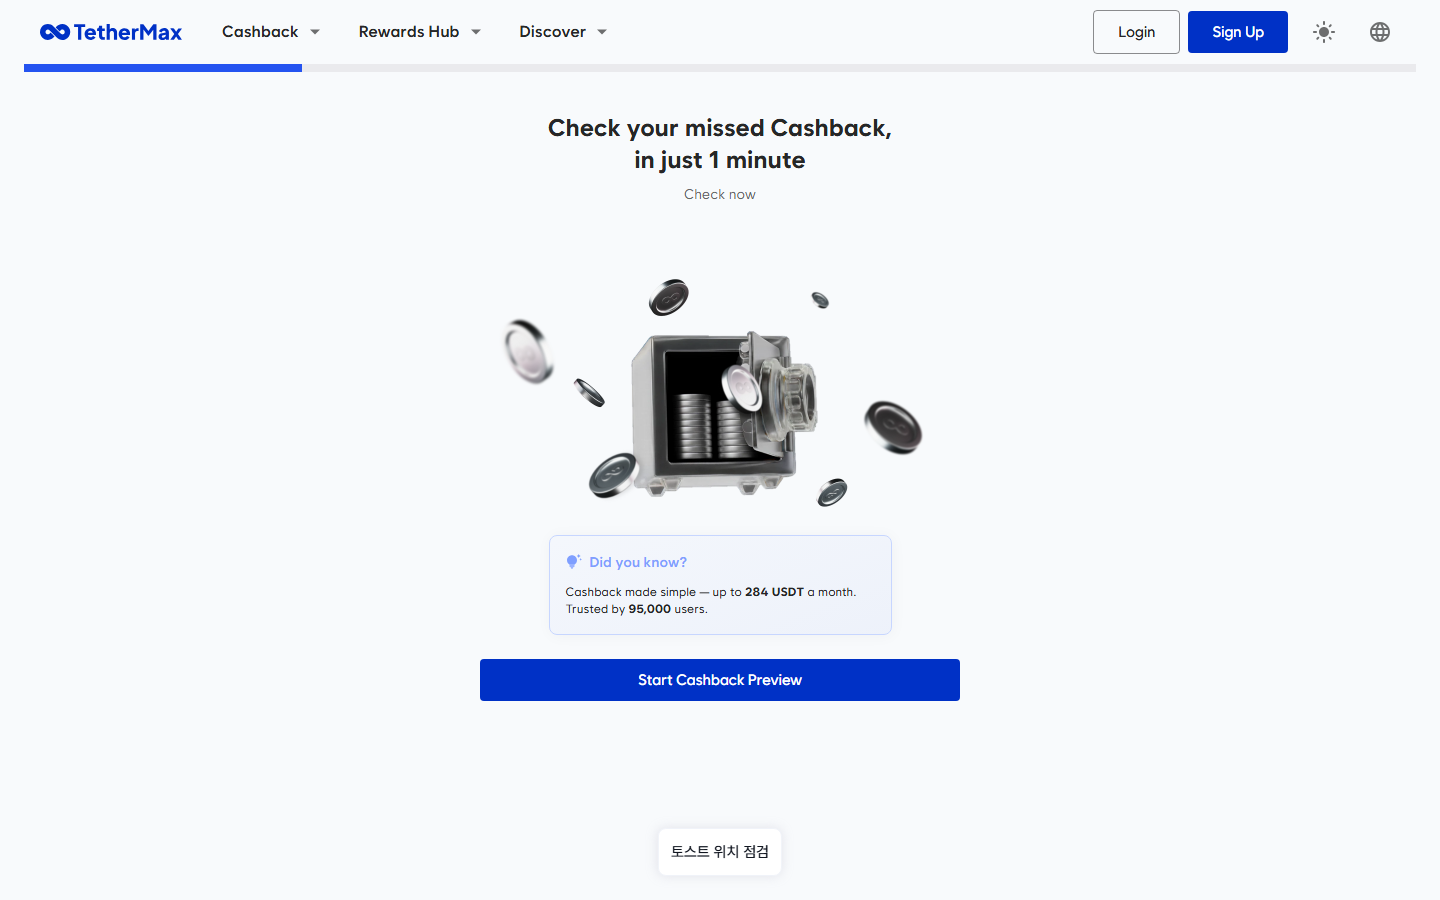 TetherMax
Cashback
Rewards Hub
Discover
Login
Sign Up
Check your missed Cashback,
in just 1 minute
Check now
Did you know?
Cashback made simple — up to 284 USDT a month.
Trusted by 95,000 users.
Start Cashback Preview
토스트 위치 점검